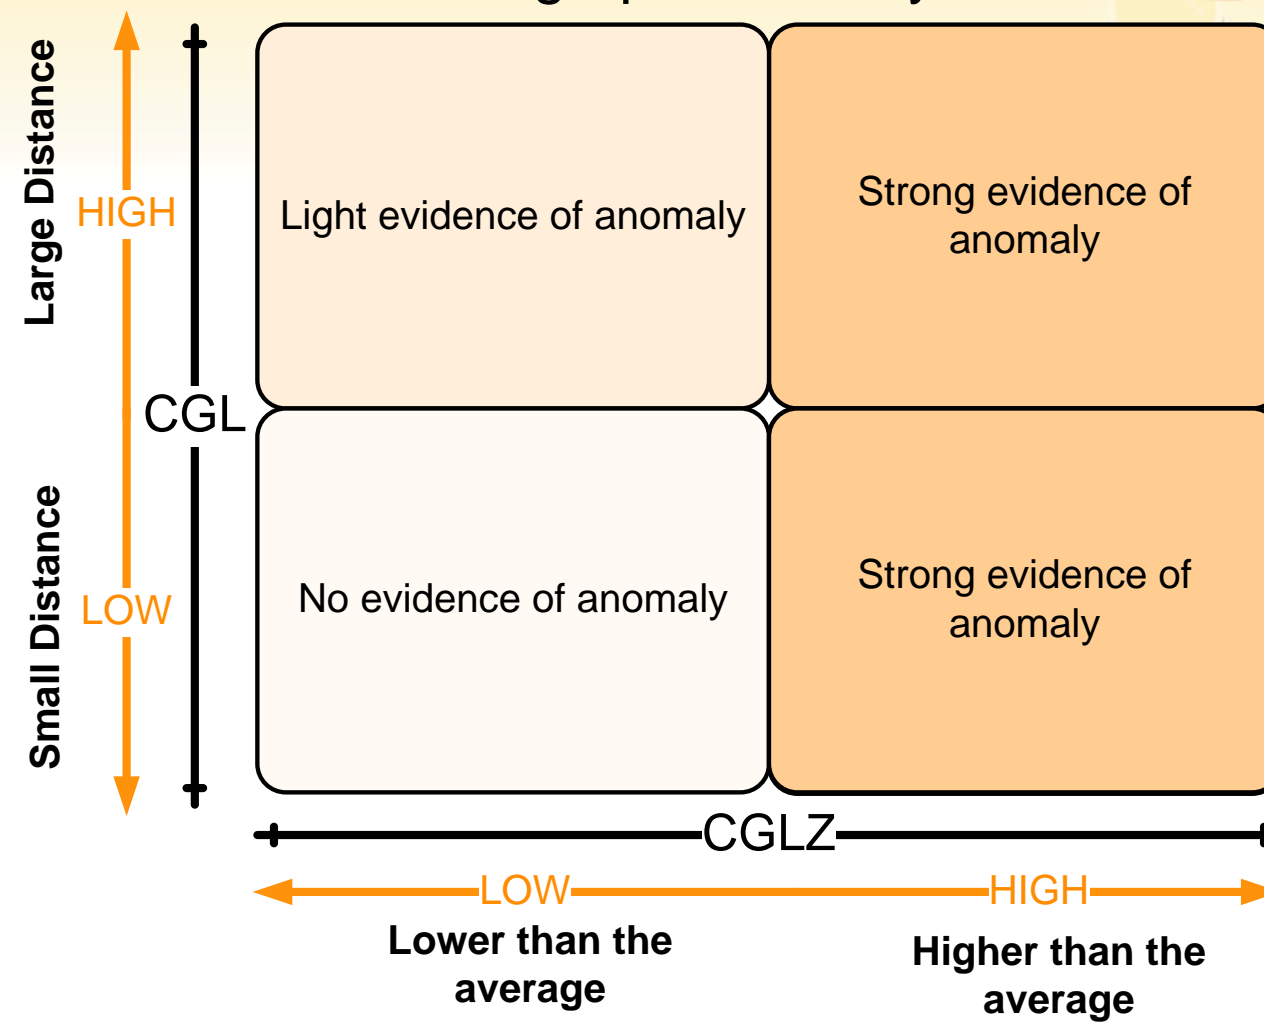 Large Distance
HIGH
Light evidence of anomaly
Strong evidence of
anomaly
CGL
Small Distance
LOW
No evidence of anomaly
Strong evidence of
anomaly
CGLZ
LOW
HIGH
Lower than the
average
Higher than the
average